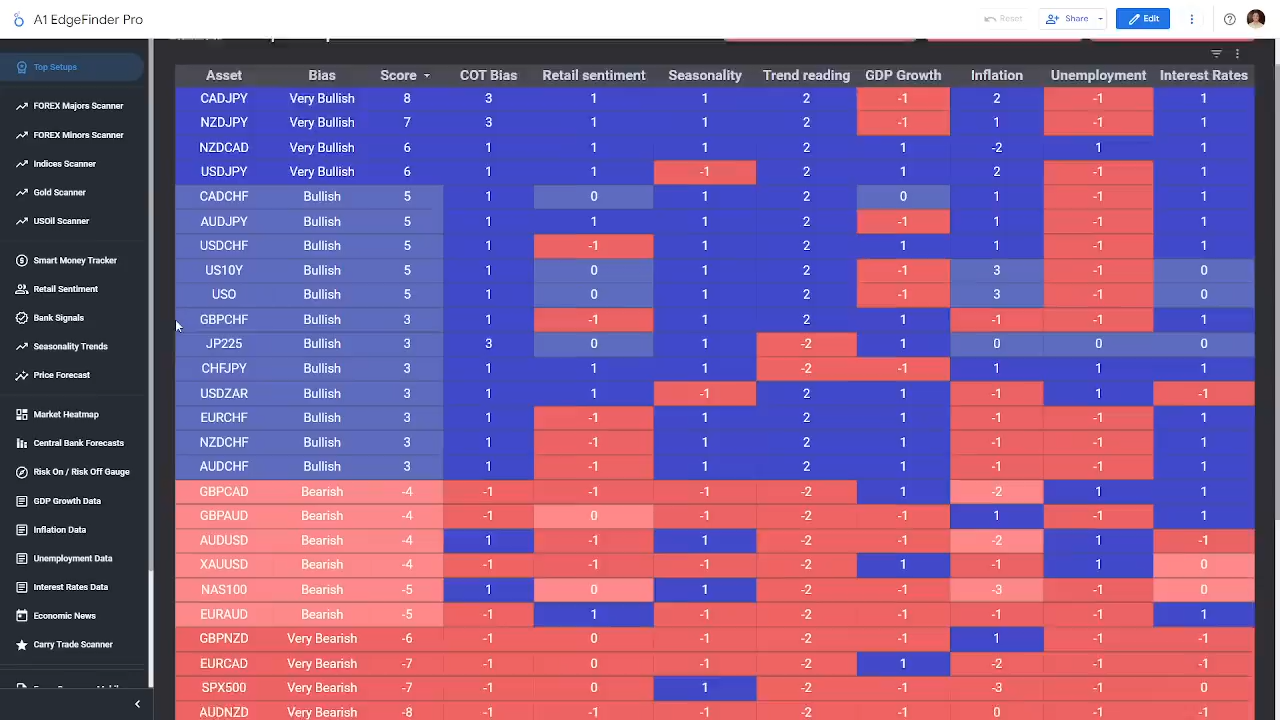 A1 EdgeFinder Pro
Reset
Share
Edit
Top Setups
FOREX Majors Scanner
FOREX Minors Scanner
Indices Scanner
Gold Scanner
USOil Scanner
Smart Money Tracker
Retail Sentiment
Bank Signals
Seasonality Trends
Price Forecast
Market Heatmap
Central Bank Forecasts
Risk On / Risk Off Gauge
GDP Growth Data
Inflation Data
Unemployment Data
Interest Rates Data
Economic News
Carry Trade Scanner
Asset Bias Score COT Bias Retail sentiment Seasonality Trend reading GDP Growth Inflation Unemployment Interest Rates
CADJPY Very Bullish 8 3 1 1 2 -1 2 -1 1
NZDJPY Very Bullish 7 3 1 1 2 -1 1 -1 1
NZDCAD Very Bullish 6 1 1 1 2 1 -2 1 1
USDJPY Very Bullish 6 1 1 -1 2 1 2 -1 1
CADCHF Bullish 5 1 0 1 2 0 1 -1 1
AUDJPY Bullish 5 1 1 1 2 -1 1 -1 1
USDCHF Bullish 5 1 -1 1 2 1 1 -1 1
US10Y Bullish 5 1 0 1 2 -1 3 -1 0
USO Bullish 5 1 0 1 2 -1 3 -1 0
GBPCHF Bullish 3 1 -1 1 2 1 -1 -1 1
JP225 Bullish 3 3 0 1 -2 1 0 0 0
CHFJPY Bullish 3 1 1 1 -2 -1 1 1 1
USDZAR Bullish 3 1 1 -1 2 1 -1 1 -1
EURCHF Bullish 3 1 -1 1 2 1 -1 -1 1
NZDCHF Bullish 3 1 -1 1 2 1 -1 -1 1
AUDCHF Bullish 3 1 -1 1 2 1 -1 -1 1
GBPCAD Bearish -4 -1 -1 -1 -2 1 -2 1 1
GBPAUD Bearish -4 -1 0 -1 -2 -1 1 -1 1
AUDUSD Bearish -4 1 -1 1 -2 -1 -2 1 -1
XAUUSD Bearish -4 -1 -1 -1 -2 1 -1 1 0
NAS100 Bearish -5 1 0 1 -2 -1 -3 -1 0
EURAUD Bearish -5 -1 1 -1 -2 -1 -1 -1 1
GBPNZD Very Bearish -6 -1 0 -1 -2 -1 1 -1 -1
EURCAD Very Bearish -7 -1 0 -1 -2 1 -2 -1 -1
SPX500 Very Bearish -7 -1 0 1 -2 -1 -3 -1 0
AUDNZD Very Bearish -8 -1 -1 -1 -2 -1 0 -1 -1